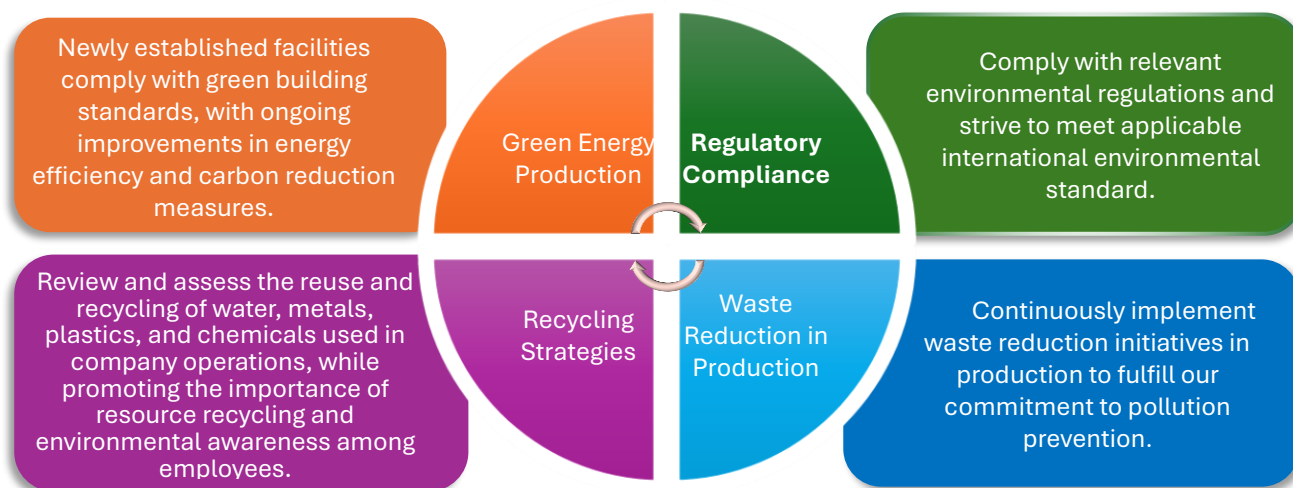 Newly established facilities
comply with green building
standards, with ongoing
improvements in energy
efficiency and carbon reduction
measures.
Green Energy
Production
Regulatory
Compliance
Comply with relevant
environmental regulations and
strive to meet applicable
international environmental
standard.
Review and assess the reuse and
recycling of water, metals,
plastics, and chemicals used in
company operations, while
promoting the importance of
resource recycling and
environmental awareness among
employees.
Recycling
Strategies
Waste
Reduction in
Production
Continuously implement
waste reduction initiatives in
production to fulfill our
commitment to pollution
prevention.